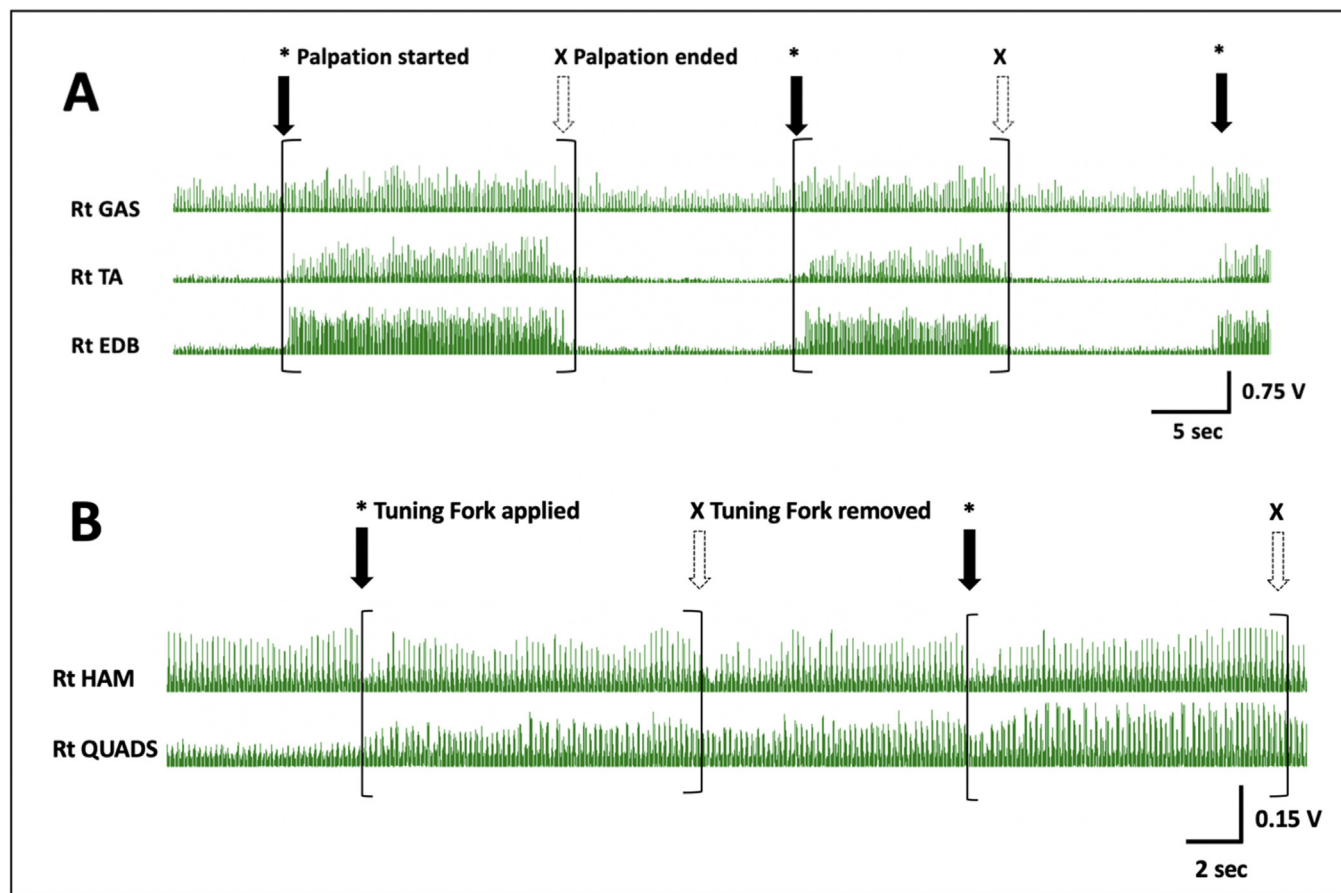 A
* Palpation started X Palpation ended * X *
Rt GAS
Rt TA
Rt EDB
0.75 V
5 sec
B
* Tuning Fork applied X Tuning Fork removed * X
Rt HAM
Rt QUADS
0.15 V
2 sec